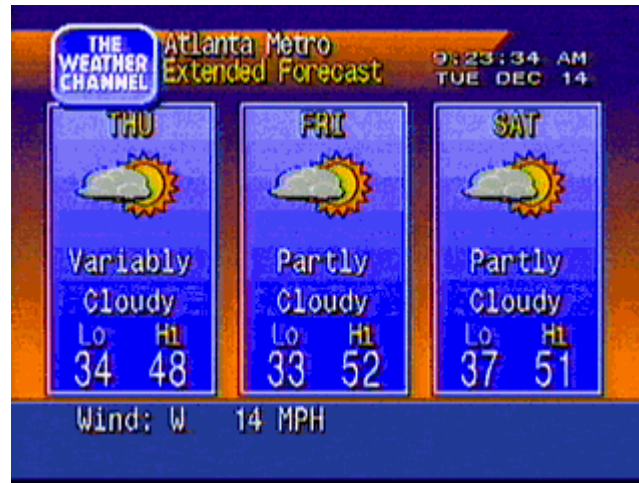 THE
WEATHER
CHANNEL
Atlanta Metro
Extended Forecast
9:23:34 AM
TUE DEC 14
THU
Variably
Cloudy
Lo Hi
34 48
FRI
Partly
Cloudy
Lo Hi
33 52
SAT
Partly
Cloudy
Lo Hi
37 51
Wind: W 14 MPH